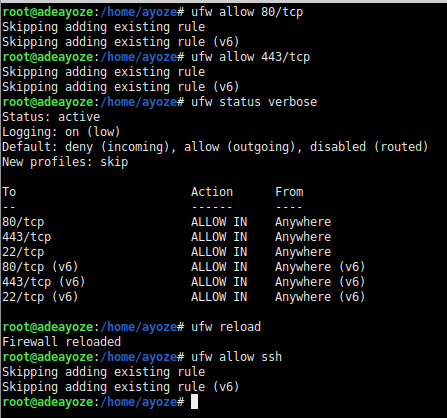 root@adeayoze:/home/ayoze# ufw allow 80/tcp
Skipping adding existing rule
Skipping adding existing rule (v6)
root@adeayoze:/home/ayoze# ufw allow 443/tcp
Skipping adding existing rule
Skipping adding existing rule (v6)
root@adeayoze:/home/ayoze# ufw status verbose
Status: active
Logging: on (low)
Default: deny (incoming), allow (outgoing), disabled (routed)
New profiles: skip

To                         Action      From
--                         ------      ----
80/tcp                     ALLOW IN    Anywhere
443/tcp                    ALLOW IN    Anywhere
22/tcp                     ALLOW IN    Anywhere
80/tcp (v6)                ALLOW IN    Anywhere (v6)
443/tcp (v6)               ALLOW IN    Anywhere (v6)
22/tcp (v6)                ALLOW IN    Anywhere (v6)

root@adeayoze:/home/ayoze# ufw reload
Firewall reloaded
root@adeayoze:/home/ayoze# ufw allow ssh
Skipping adding existing rule
Skipping adding existing rule (v6)
root@adeayoze:/home/ayoze#